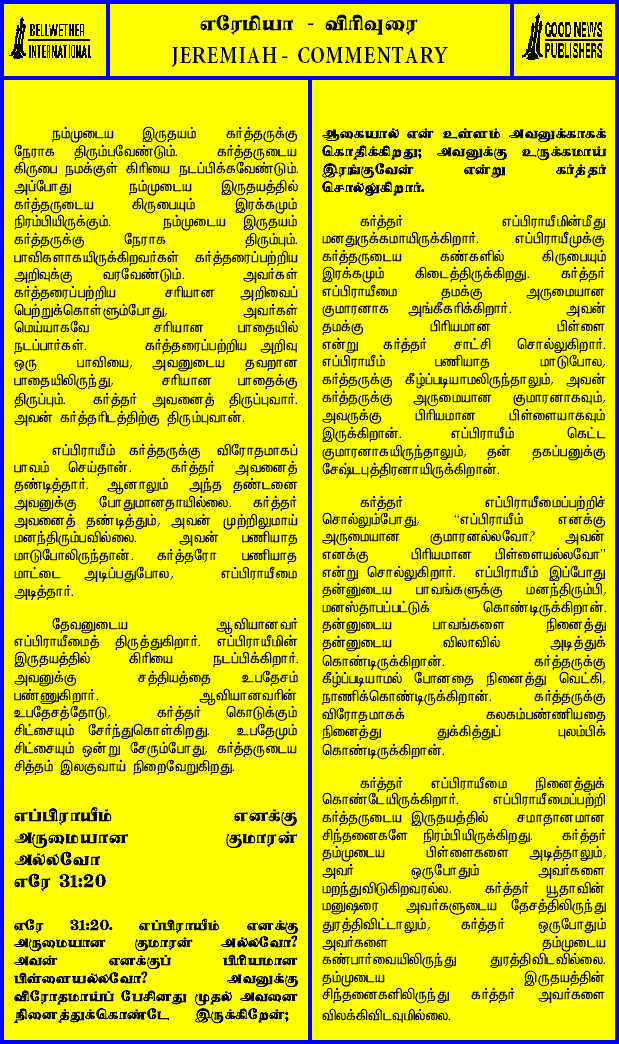 BELLWETHER
INTERNATIONAL
எரேமியா - விரிவுரை
JEREMIAH - COMMENTARY
GOOD NEWS
PUBLISHERS
நம்முடைய இருதயம் கர்த்தருக்கு
நேராக திரும்பவேண்டும். கர்த்தருடைய
கிருபை நமக்குள் கிரியை நடப்பிக்கவேண்டும்.
அப்போது நம்முடைய இருதயத்தில்
கர்த்தருடைய கிருபையும் இரக்கமும்
நிரம்பியிருக்கும். நம்முடைய இருதயம்
கர்த்தருக்கு நேராக திரும்பும்.
பாவிகளாகயிருக்கிறவர்கள் கர்த்தரைப்பற்றிய
அறிவுக்கு வரவேண்டும். அவர்கள்
கர்த்தரைப்பற்றிய சரியான அறிவைப்
பெற்றுக்கொள்ளும்போது, அவர்கள்
மெய்யாகவே சரியான பாதையில்
நடப்பார்கள். கர்த்தரைப்பற்றிய அறிவு
ஒரு பாவியை, அவனுடைய தவறான
பாதையிலிருந்து, சரியான பாதைக்கு
திருப்பும். கர்த்தர் அவனைத் திருப்புவார்.
அவன் கர்த்தரிடத்திற்கு திரும்புவான்.
எப்பிராயீம் கர்த்தருக்கு விரோதமாகப்
பாவம் செய்தான். கர்த்தர் அவனைத்
தண்டித்தார். ஆனாலும் அந்த தண்டனை
அவனுக்கு போதுமானதாயில்லை. கர்த்தர்
அவனைத் தண்டித்தும், அவன் முற்றிலுமாய்
மனந்திரும்பவில்லை. அவன் பணியாத
மாடுபோலிருந்தான். கர்த்தரோ பணியாத
மாட்டை அடிப்பதுபோல, எப்பிராயீமை
அடித்தார்.
தேவனுடைய ஆவியானவர்
எப்பிராயீமைத் திருத்துகிறார். எப்பிராயீமின்
இருதயத்தில் கிரியை நடப்பிக்கிறார்.
அவனுக்கு சத்தியத்தை உபதேசம்
பண்ணுகிறார். ஆவியானவரின்
உபதேசத்தோடு, கர்த்தர் கொடுக்கும்
சிட்சையும் சேர்ந்துகொள்கிறது. உபதேமும்
சிட்சையும் ஒன்று சேரும்போது, கர்த்தருடைய
சித்தம் இலகுவாய் நிறைவேறுகிறது.
எப்பிராயீம் எனக்கு
அருமையான குமாரன்
அல்லவோ
எரே 31:20
எரே 31:20. எப்பிராயீம் எனக்கு
அருமையான குமாரன் அல்லவோ?
அவன் எனக்குப் பிரியமான
பிள்ளையல்லவோ? அவனுக்கு
விரோதமாய்ப் பேசினது முதல் அவனை
நினைத்துக்கொண்டே இருக்கிறேன்;
ஆகையால் என் உள்ளம் அவனுக்காகக்
கொதிக்கிறது; அவனுக்கு உருக்கமாய்
இரங்குவேன் என்று கர்த்தர்
சொல்லுகிறார்.
கர்த்தர் எப்பிராயீமின்மீது
மனதுருக்கமாயிருக்கிறார். எப்பிராயீமுக்கு
கர்த்தருடைய கண்களில் கிருபையும்
இரக்கமும் கிடைத்திருக்கிறது. கர்த்தர்
எப்பிராயீமை தமக்கு அருமையான
குமாரனாக அங்கீகரிக்கிறார். அவன்
தமக்கு பிரியமான பிள்ளை
என்று கர்த்தர் சாட்சி சொல்லுகிறார்.
எப்பிராயீம் பணியாத மாடுபோல,
கர்த்தருக்கு கீழ்ப்படியாமலிருந்தாலும், அவன்
கர்த்தருக்கு அருமையான குமாரனாகவும்,
அவருக்கு பிரியமான பிள்ளையாகவும்
இருக்கிறான். எப்பிராயீம் கெட்ட
குமாரனாகயிருந்தாலும், தன் தகப்பனுக்கு
சேஷ்டபுத்திரனாயிருக்கிறான்.
கர்த்தர் எப்பிராயீமைப்பற்றிச்
சொல்லும்போது, “எப்பிராயீம் எனக்கு
அருமையான குமாரனல்லவோ? அவன்
எனக்கு பிரியமான பிள்ளையல்லவோ”
என்று சொல்லுகிறார். எப்பிராயீம் இப்போது
தன்னுடைய பாவங்களுக்கு மனந்திரும்பி,
மனஸ்தாபப்பட்டுக் கொண்டிருக்கிறான்.
தன்னுடைய பாவங்களை நினைத்து
தன்னுடைய விலாவில் அடித்துக்
கொண்டிருக்கிறான். கர்த்தருக்கு
கீழ்ப்படியாமல் போனதை நினைத்து வெட்கி,
நாணிக்கொண்டிருக்கிறான். கர்த்தருக்கு
விரோதமாகக் கலகம்பண்ணியதை
நினைத்து துக்கித்துப் புலம்பிக்
கொண்டிருக்கிறான்.
கர்த்தர் எப்பிராயீமை நினைத்துக்
கொண்டேயிருக்கிறார். எப்பிராயீமைப்பற்றி
கர்த்தருடைய இருதயத்தில் சமாதானமான
சிந்தனைகளே நிரம்பியிருக்கிறது. கர்த்தர்
தம்முடைய பிள்ளைகளை அடித்தாலும்,
அவர் ஒருபோதும் அவர்களை
மறந்துவிடுகிறவரல்ல. கர்த்தர் யூதாவின்
மனுஷரை அவர்களுடைய தேசத்திலிருந்து
துரத்திவிட்டாலும், கர்த்தர் ஒருபோதும்
அவர்களை தம்முடைய
கண்பார்வையிலிருந்து துரத்திவிடவில்லை.
தம்முடைய இருதயத்தின்
சிந்தனைகளிலிருந்து கர்த்தர் அவர்களை
விலக்கிவிடவுமில்லை.